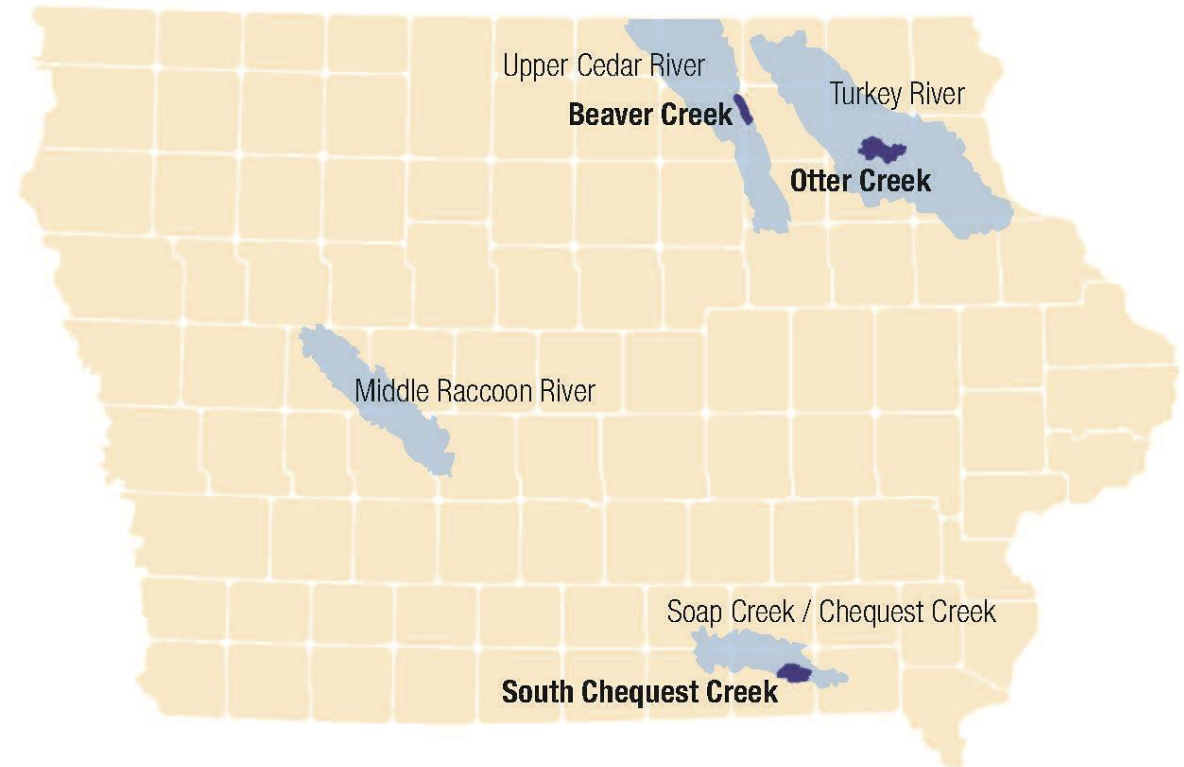 Upper Cedar River
Turkey River
Beaver Creek
Otter Creek
Middle Raccoon River
Soap Creek / Chequest Creek
South Chequest Creek